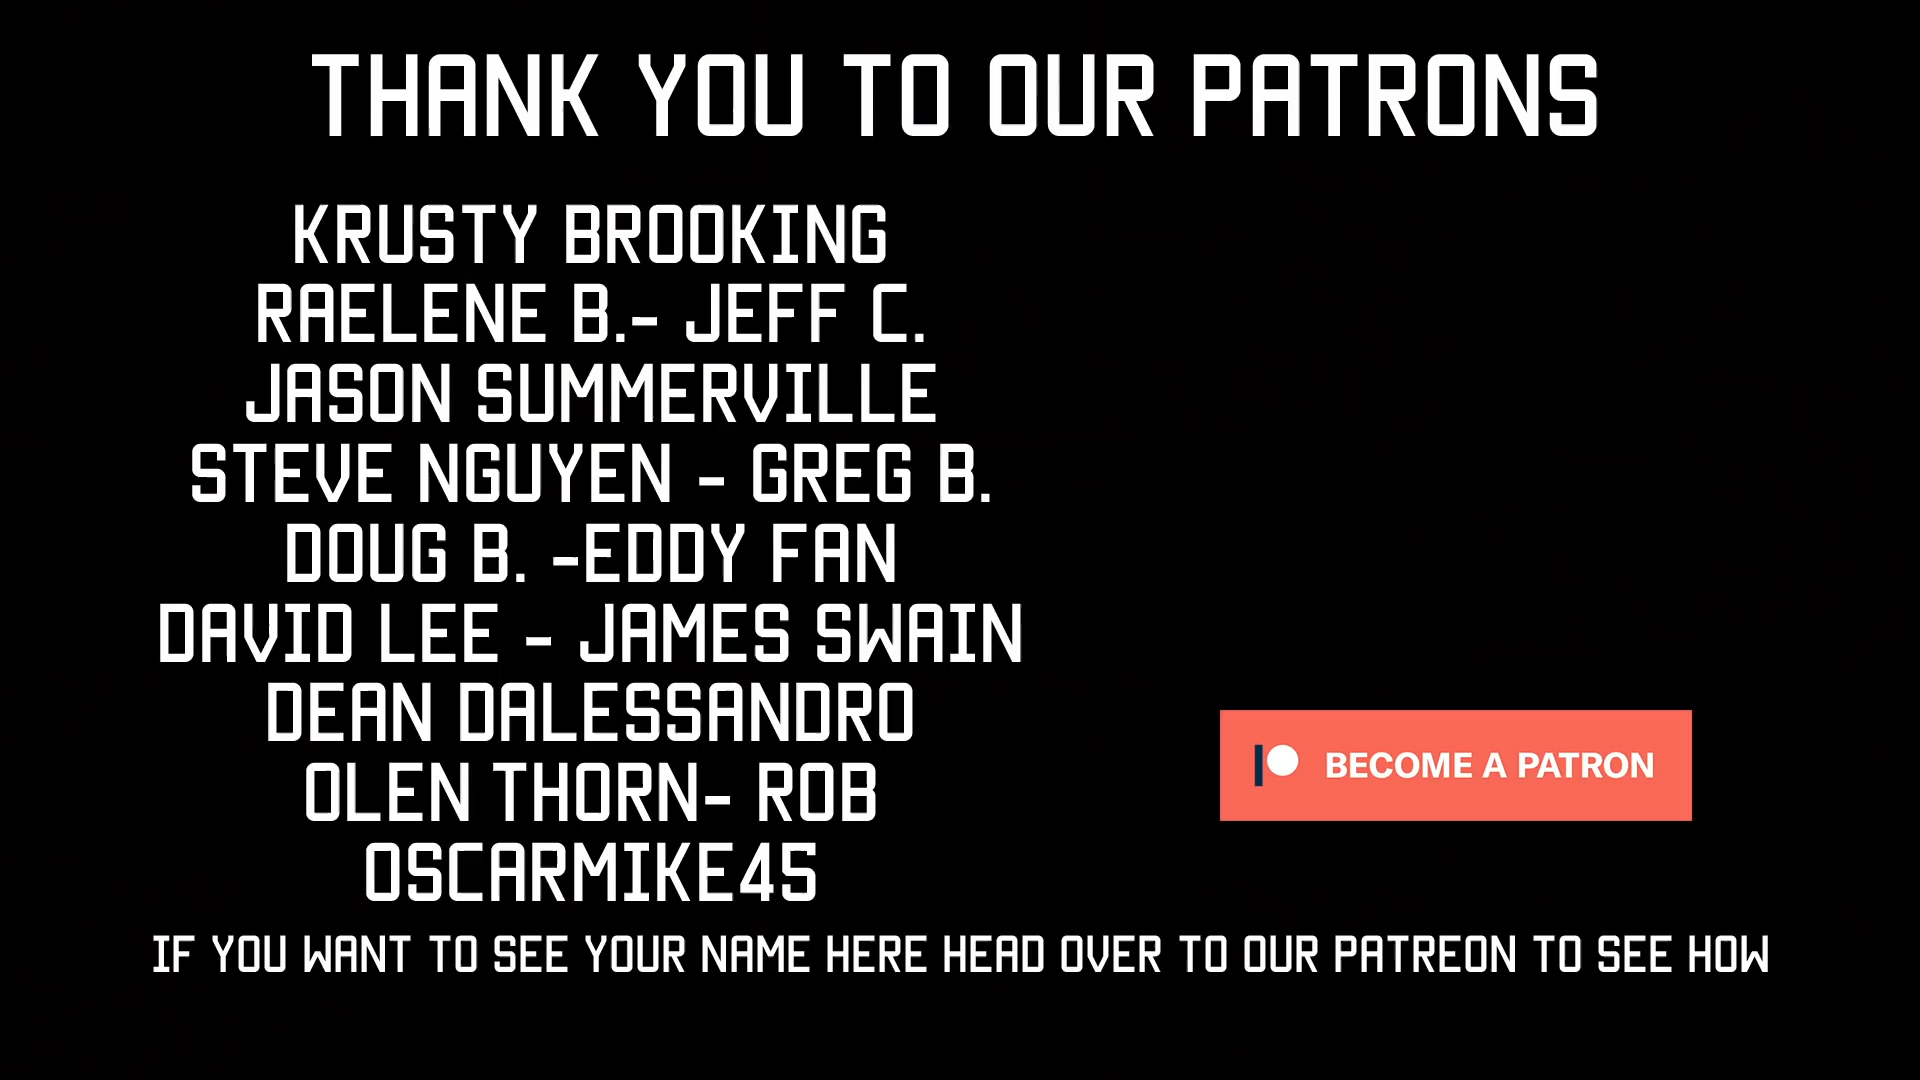 THANK YOU TO OUR PATRONS
KRUSTY BROOKING
RAELENE B.- JEFF C.
JASON SUMMERVILLE
STEVE NGUYEN - GREG B.
DOUG B. -EDDY FAN
DAVID LEE - JAMES SWAIN
DEAN DALESSANDRO
OLEN THORN- ROB
OSCARMIKE45
BECOME A PATRON
IF YOU WANT TO SEE YOUR NAME HERE HEAD OVER TO OUR PATREON TO SEE HOW